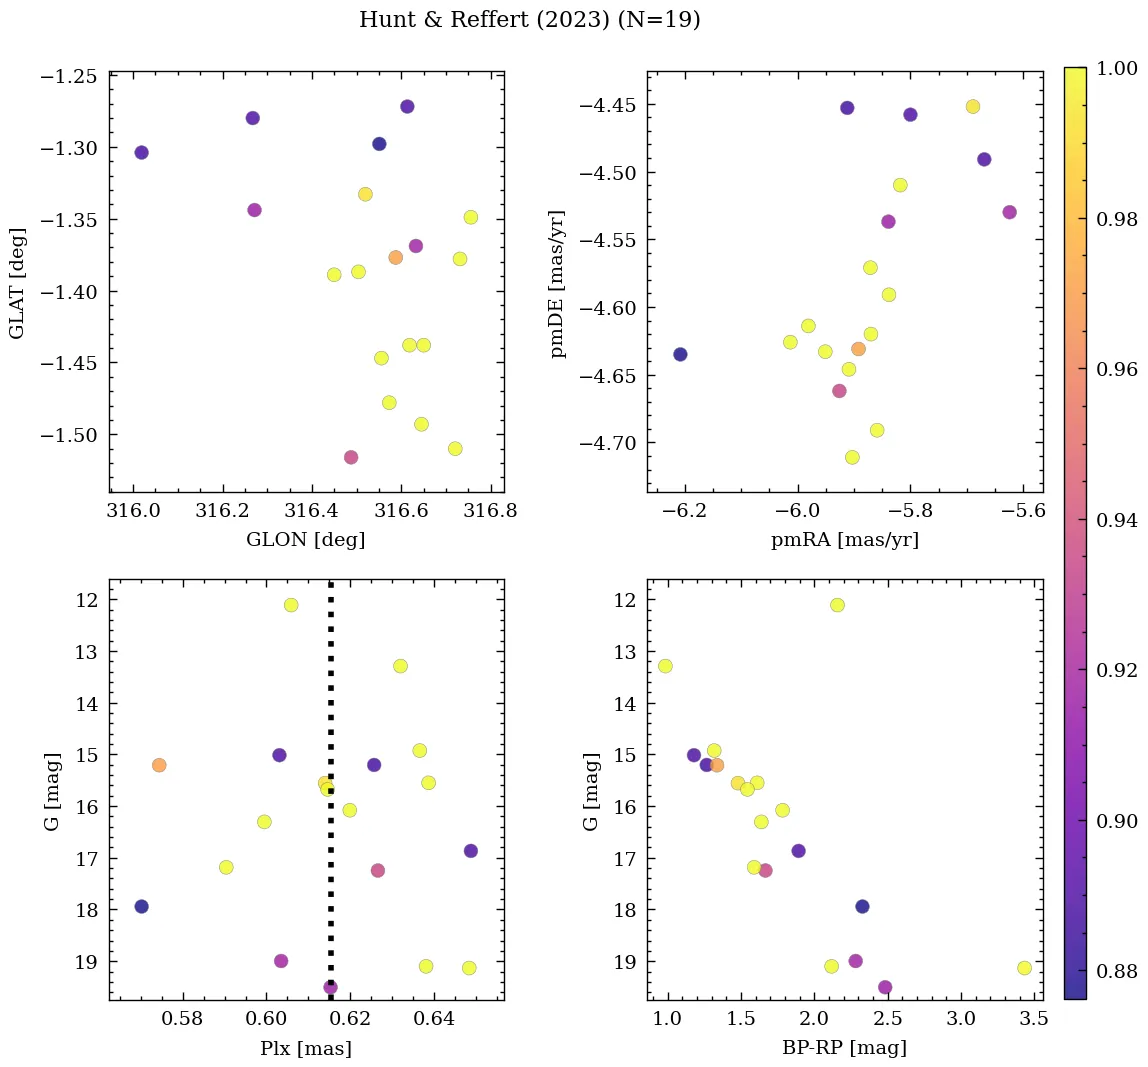 Hunt & Reffert (2023) (N=19)
−1.25
−1.30
−1.35
−1.40
−1.45
−1.50
GLAT [deg]
316.0 316.2 316.4 316.6 316.8
GLON [deg]
−4.45
−4.50
−4.55
−4.60
−4.65
−4.70
pmDE [mas/yr]
−6.2 −6.0 −5.8 −5.6
pmRA [mas/yr]
12
13
14
15
16
17
18
19
G [mag]
0.58 0.60 0.62 0.64
Plx [mas]
12
13
14
15
16
17
18
19
G [mag]
1.0 1.5 2.0 2.5 3.0 3.5
BP-RP [mag]
1.00
0.98
0.96
0.94
0.92
0.90
0.88